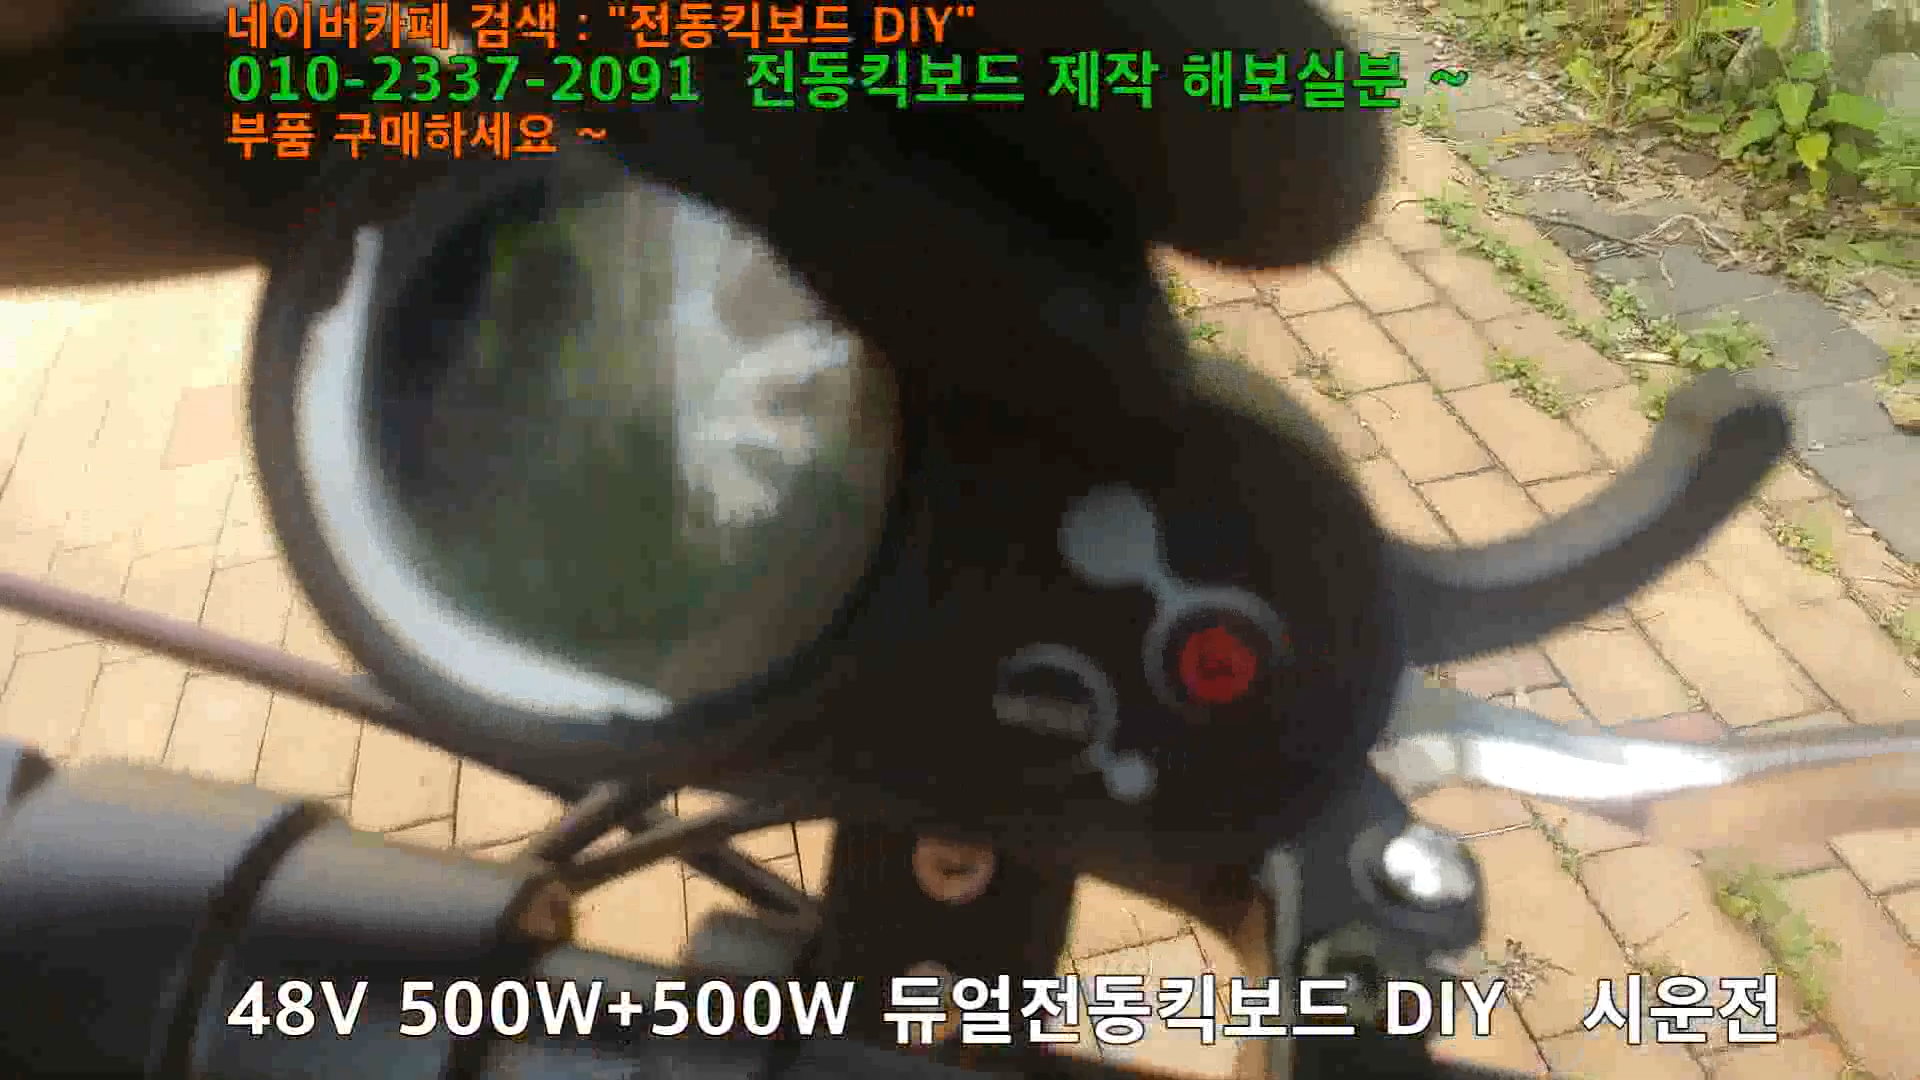 네이버카페 검색 : "전동킥보드 DIY"
010-2337-2091 전동킥보드 제작 해보실분 ~
부품 구매하세요 ~
48V 500W+500W 듀얼전동킥보드 DIY 시운전